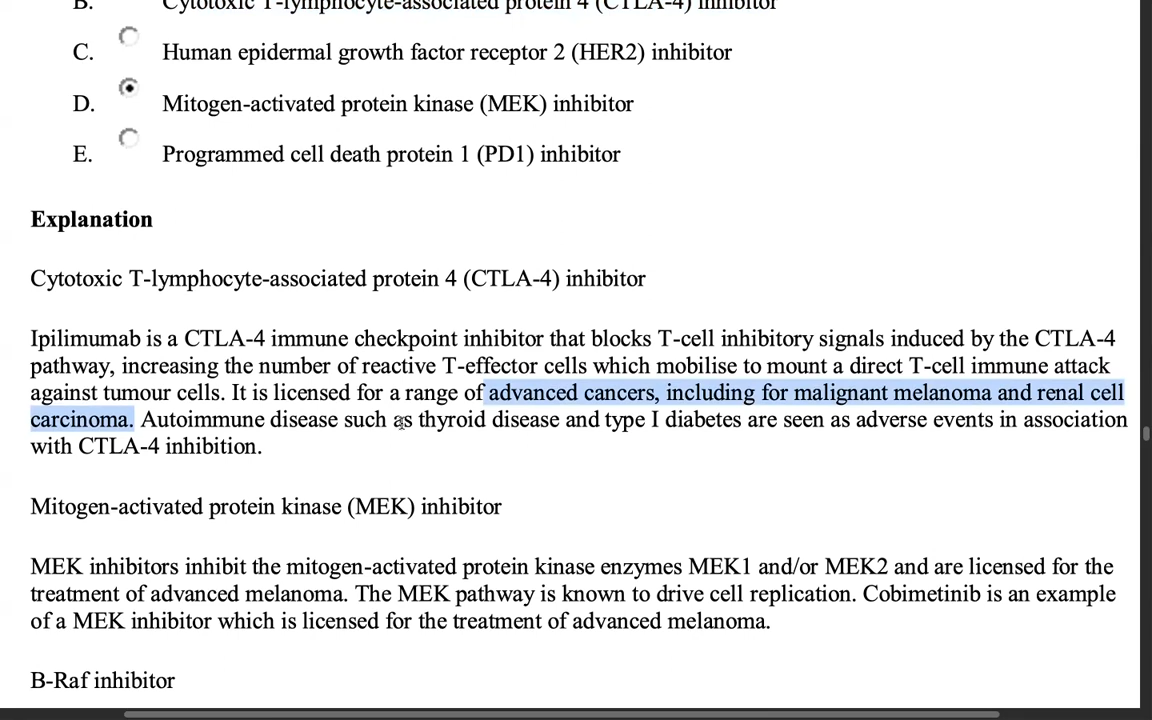 B. Cytotoxic T-lymphocyte-associated protein 4 (CTLA-4) inhibitor
C. Human epidermal growth factor receptor 2 (HER2) inhibitor
D. Mitogen-activated protein kinase (MEK) inhibitor
E. Programmed cell death protein 1 (PD1) inhibitor
Explanation
Cytotoxic T-lymphocyte-associated protein 4 (CTLA-4) inhibitor
Ipilimumab is a CTLA-4 immune checkpoint inhibitor that blocks T-cell inhibitory signals induced by the CTLA-4
pathway, increasing the number of reactive T-effector cells which mobilise to mount a direct T-cell immune attack
against tumour cells. It is licensed for a range of advanced cancers, including for malignant melanoma and renal cell
carcinoma. Autoimmune disease such as thyroid disease and type I diabetes are seen as adverse events in association
with CTLA-4 inhibition.
Mitogen-activated protein kinase (MEK) inhibitor
MEK inhibitors inhibit the mitogen-activated protein kinase enzymes MEK1 and/or MEK2 and are licensed for the
treatment of advanced melanoma. The MEK pathway is known to drive cell replication. Cobimetinib is an example
of a MEK inhibitor which is licensed for the treatment of advanced melanoma.
B-Raf inhibitor